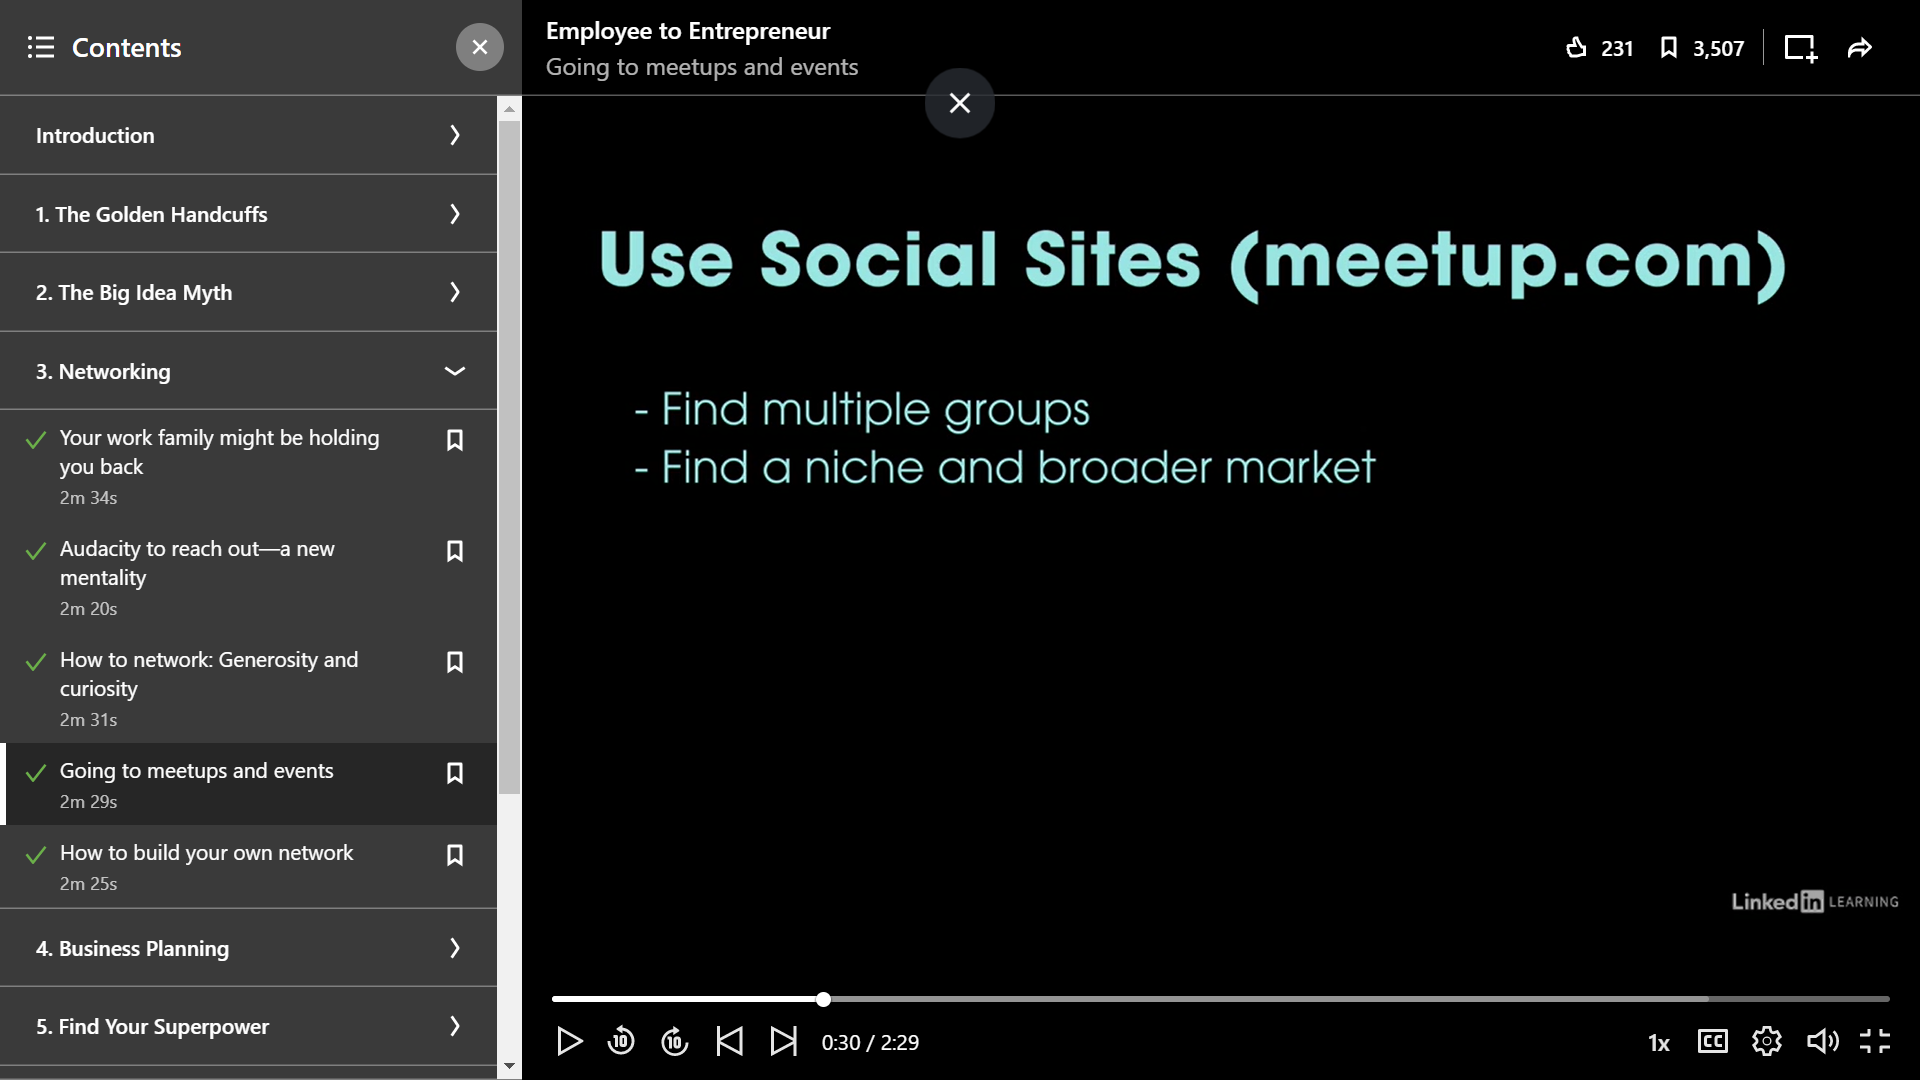 Contents
Introduction
1. The Golden Handcuffs
2. The Big Idea Myth
3. Networking
Your work family might be holding
you back
2m 34s
Audacity to reach out—a new
mentality
2m 20s
How to network: Generosity and
curiosity
2m 31s
Going to meetups and events
2m 29s
How to build your own network
2m 25s
4. Business Planning
5. Find Your Superpower
Employee to Entrepreneur
Going to meetups and events
231
3,507
Use Social Sites (meetup.com)
- Find multiple groups
- Find a niche and broader market
Linked in LEARNING
10
10
0:30 / 2:29
1x
CC